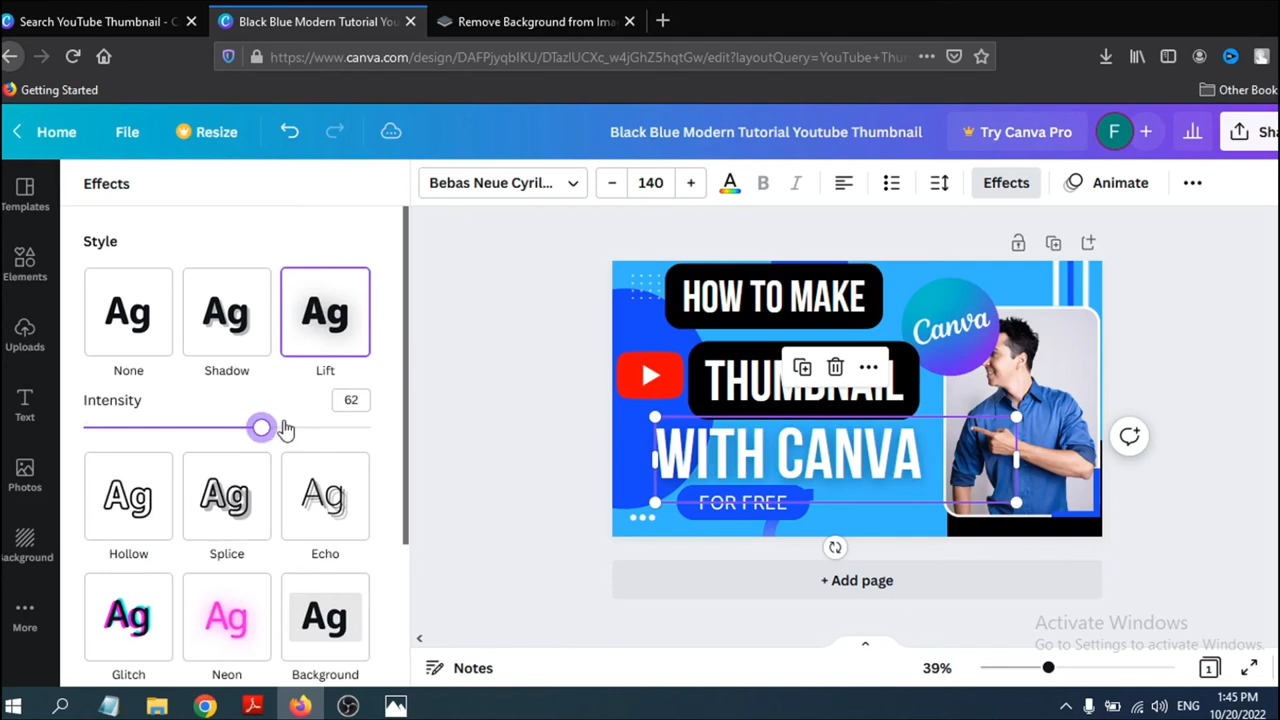 Search YouTube Thumbnail - C
Black Blue Modern Tutorial You
Remove Background from Ima
https://www.canva.com/design/DAFpjyqbIKU/DTazlUCXc_w4jGhZ5hqtGw/edit?layoutQuery=YouTube+Thu
Getting Started
Other Book
Home
File
Resize
Black Blue Modern Tutorial Youtube Thumbnail
Try Canva Pro
F
Sha
Effects
Bebas Neue Cyril...
140
A
B
I
Effects
Animate
Templates
Elements
Uploads
Text
Photos
Background
More
Style
Ag
Ag
Ag
None
Shadow
Lift
Intensity
62
Ag
Ag
Ag
Hollow
Splice
Echo
Ag
Ag
Ag
Glitch
Neon
Background
HOW TO MAKE
Canva
THUMBNAIL
WITH CANVA
FOR FREE
+ Add page
Activate Windows
Go to Settings to activate Windows.
Notes
39%
1
ENG
1:45 PM
10/20/2022